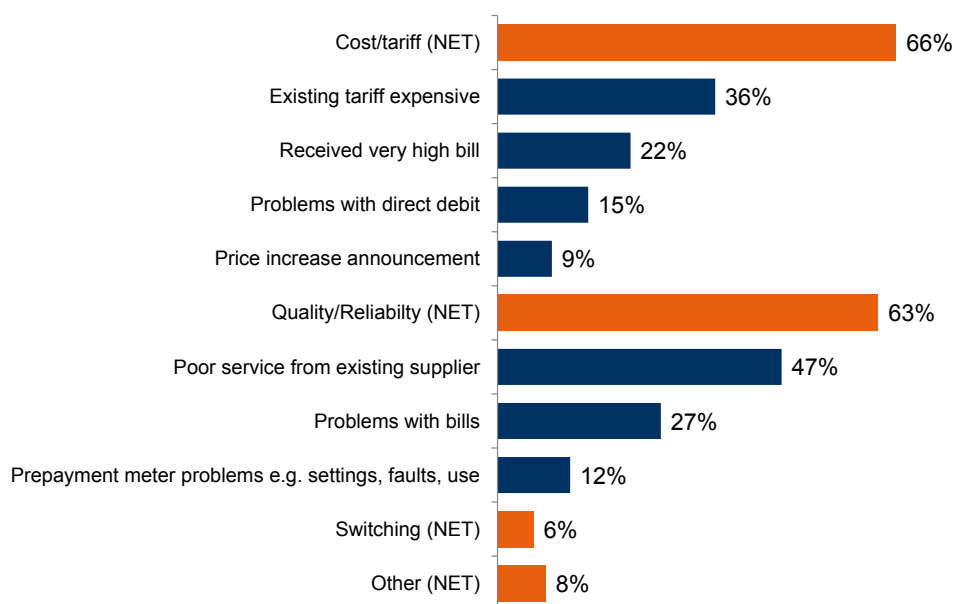 Cost/tariff (NET) 66%
Existing tariff expensive 36%
Received very high bill 22%
Problems with direct debit 15%
Price increase announcement 9%
Quality/Reliabilty (NET) 63%
Poor service from existing supplier 47%
Problems with bills 27%
Prepayment meter problems e.g. settings, faults, use 12%
Switching (NET) 6%
Other (NET) 8%